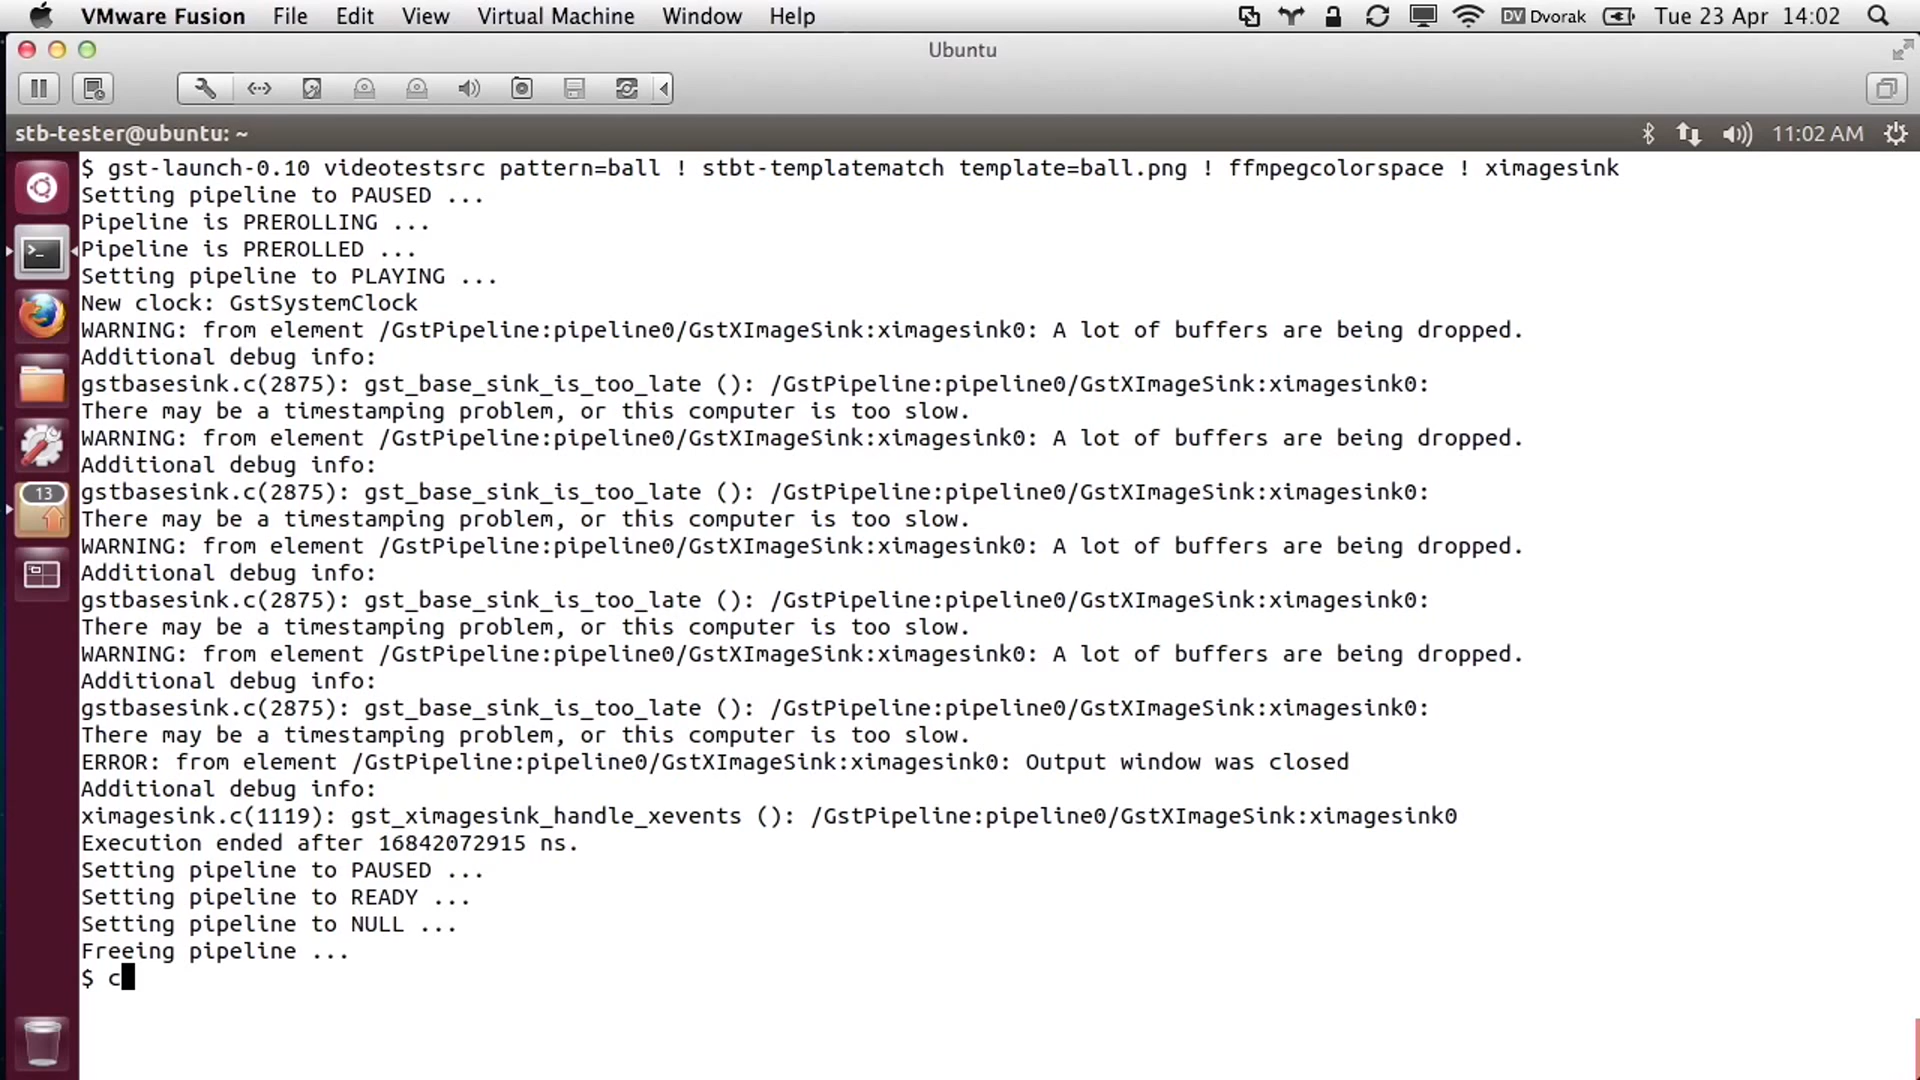 VMware Fusion File Edit View Virtual Machine Window Help DV Dvorak Tue 23 Apr 14:02
Ubuntu
stb-tester@ubuntu: ~ 11:02 AM
$ gst-launch-0.10 videotestsrc pattern=ball ! stbt-templatematch template=ball.png ! ffmpegcolorspace ! ximagesink
Setting pipeline to PAUSED ...
Pipeline is PREROLLING ...
Pipeline is PREROLLED ...
Setting pipeline to PLAYING ...
New clock: GstSystemClock
WARNING: from element /GstPipeline:pipeline0/GstXImageSink:ximagesink0: A lot of buffers are being dropped.
Additional debug info:
gstbasesink.c(2875): gst_base_sink_is_too_late (): /GstPipeline:pipeline0/GstXImageSink:ximagesink0:
There may be a timestamping problem, or this computer is too slow.
WARNING: from element /GstPipeline:pipeline0/GstXImageSink:ximagesink0: A lot of buffers are being dropped.
Additional debug info:
gstbasesink.c(2875): gst_base_sink_is_too_late (): /GstPipeline:pipeline0/GstXImageSink:ximagesink0:
There may be a timestamping problem, or this computer is too slow.
WARNING: from element /GstPipeline:pipeline0/GstXImageSink:ximagesink0: A lot of buffers are being dropped.
Additional debug info:
gstbasesink.c(2875): gst_base_sink_is_too_late (): /GstPipeline:pipeline0/GstXImageSink:ximagesink0:
There may be a timestamping problem, or this computer is too slow.
WARNING: from element /GstPipeline:pipeline0/GstXImageSink:ximagesink0: A lot of buffers are being dropped.
Additional debug info:
gstbasesink.c(2875): gst_base_sink_is_too_late (): /GstPipeline:pipeline0/GstXImageSink:ximagesink0:
There may be a timestamping problem, or this computer is too slow.
ERROR: from element /GstPipeline:pipeline0/GstXImageSink:ximagesink0: Output window was closed
Additional debug info:
ximagesink.c(1119): gst_ximagesink_handle_xevents (): /GstPipeline:pipeline0/GstXImageSink:ximagesink0
Execution ended after 16842072915 ns.
Setting pipeline to PAUSED ...
Setting pipeline to READY ...
Setting pipeline to NULL ...
Freeing pipeline ...
$ c
13